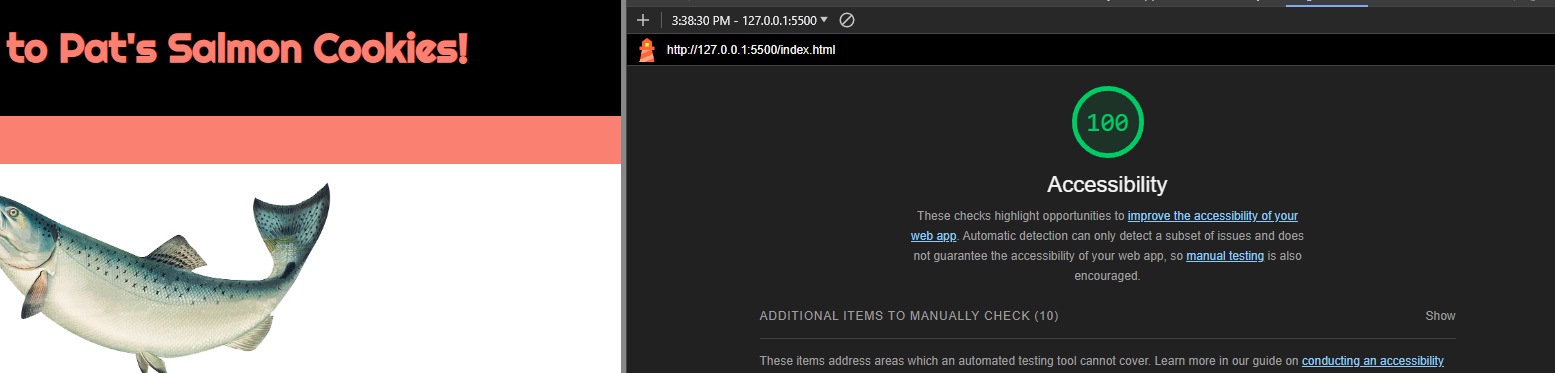 to Pat's Salmon Cookies!
3:38:30 PM - 127.0.0.1:5500
http://127.0.0.1:5500/index.html
100
Accessibility
These checks highlight opportunities to improve the accessibility of your
web app. Automatic detection can only detect a subset of issues and does
not guarantee the accessibility of your web app, so manual testing is also
encouraged.
ADDITIONAL ITEMS TO MANUALLY CHECK (10)
Show
These items address areas which an automated testing tool cannot cover. Learn more in our guide on conducting an accessibility